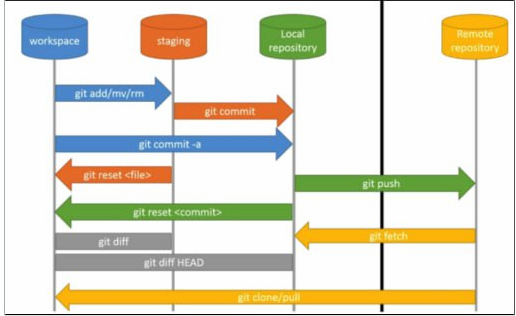 workspace
staging
Local
repository
Remote
repository
git add/mv/rm
git commit
git commit -a
git reset <file>
git push
git reset <commit>
git fetch
git diff
git diff HEAD
git clone/pull